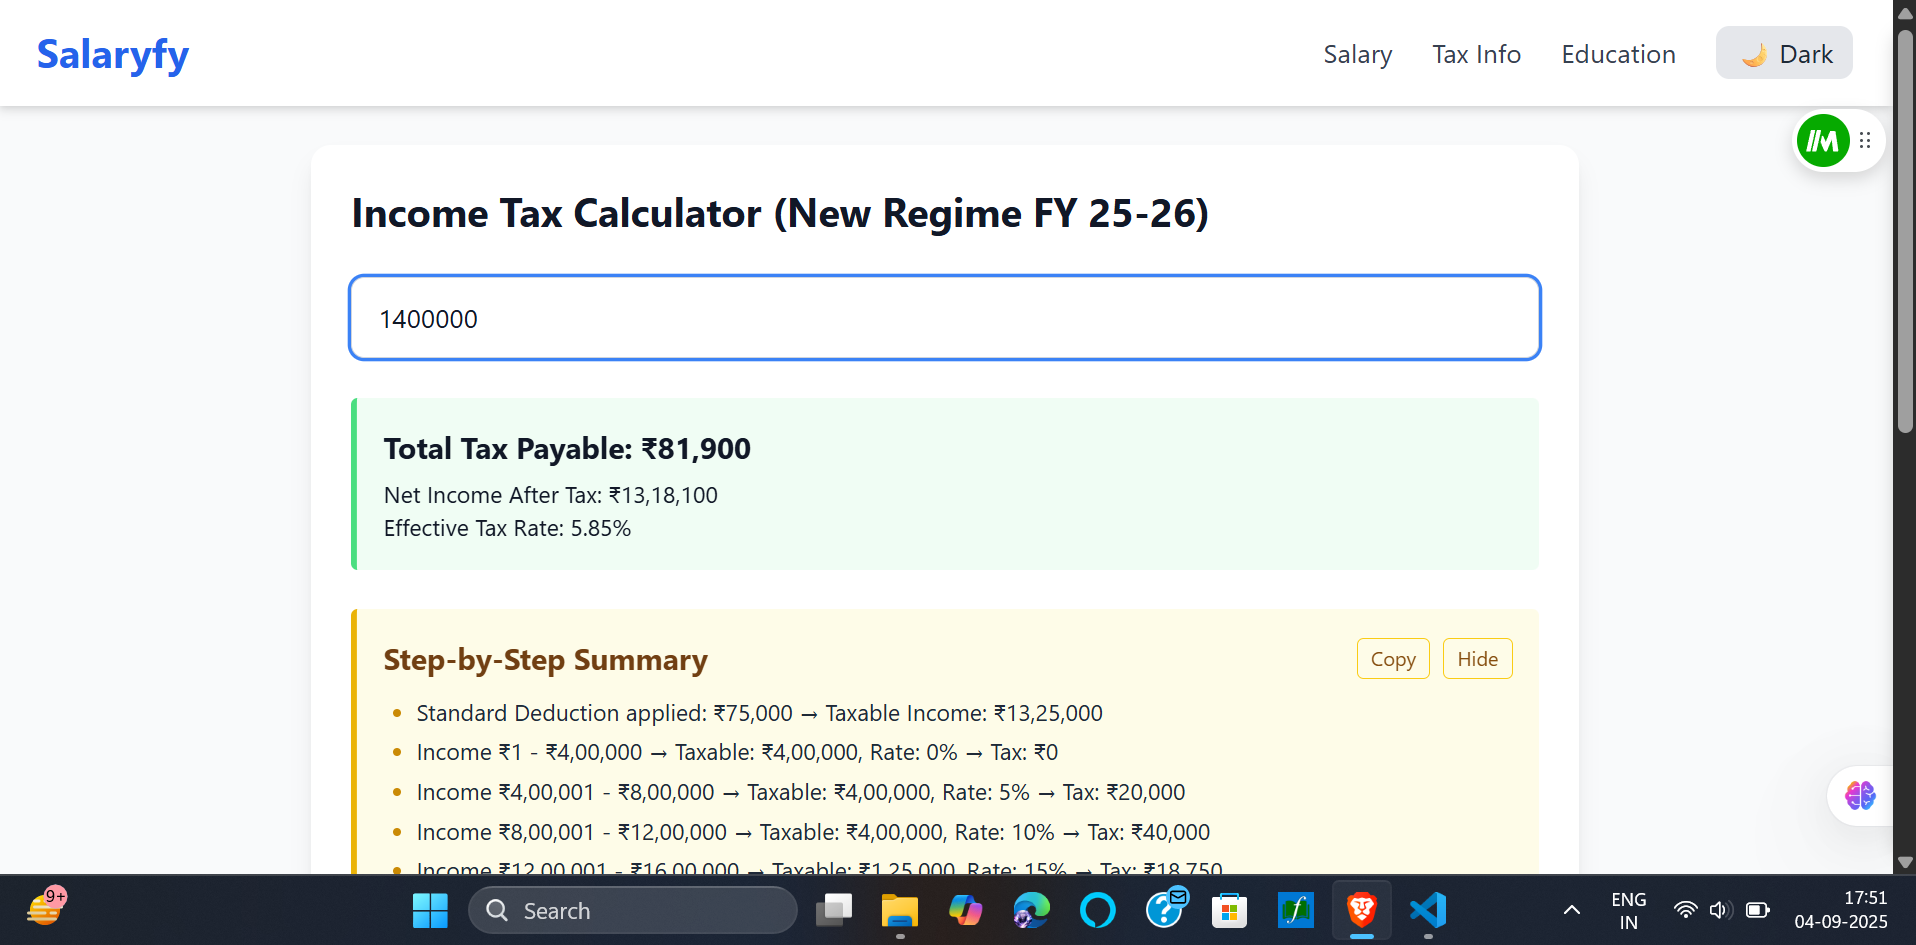 Salaryfy
Salary Tax Info Education 🌙 Dark
Income Tax Calculator (New Regime FY 25-26)
1400000
Total Tax Payable: ₹81,900
Net Income After Tax: ₹13,18,100
Effective Tax Rate: 5.85%
Step-by-Step Summary
Copy Hide
• Standard Deduction applied: ₹75,000 → Taxable Income: ₹13,25,000
• Income ₹1 - ₹4,00,000 → Taxable: ₹4,00,000, Rate: 0% → Tax: ₹0
• Income ₹4,00,001 - ₹8,00,000 → Taxable: ₹4,00,000, Rate: 5% → Tax: ₹20,000
• Income ₹8,00,001 - ₹12,00,000 → Taxable: ₹4,00,000, Rate: 10% → Tax: ₹40,000
• Income ₹12,00,001 - ₹16,00,000 → Taxable: ₹1,25,000, Rate: 15% → Tax: ₹18,750
9+
Search
ENG
IN
17:51
04-09-2025